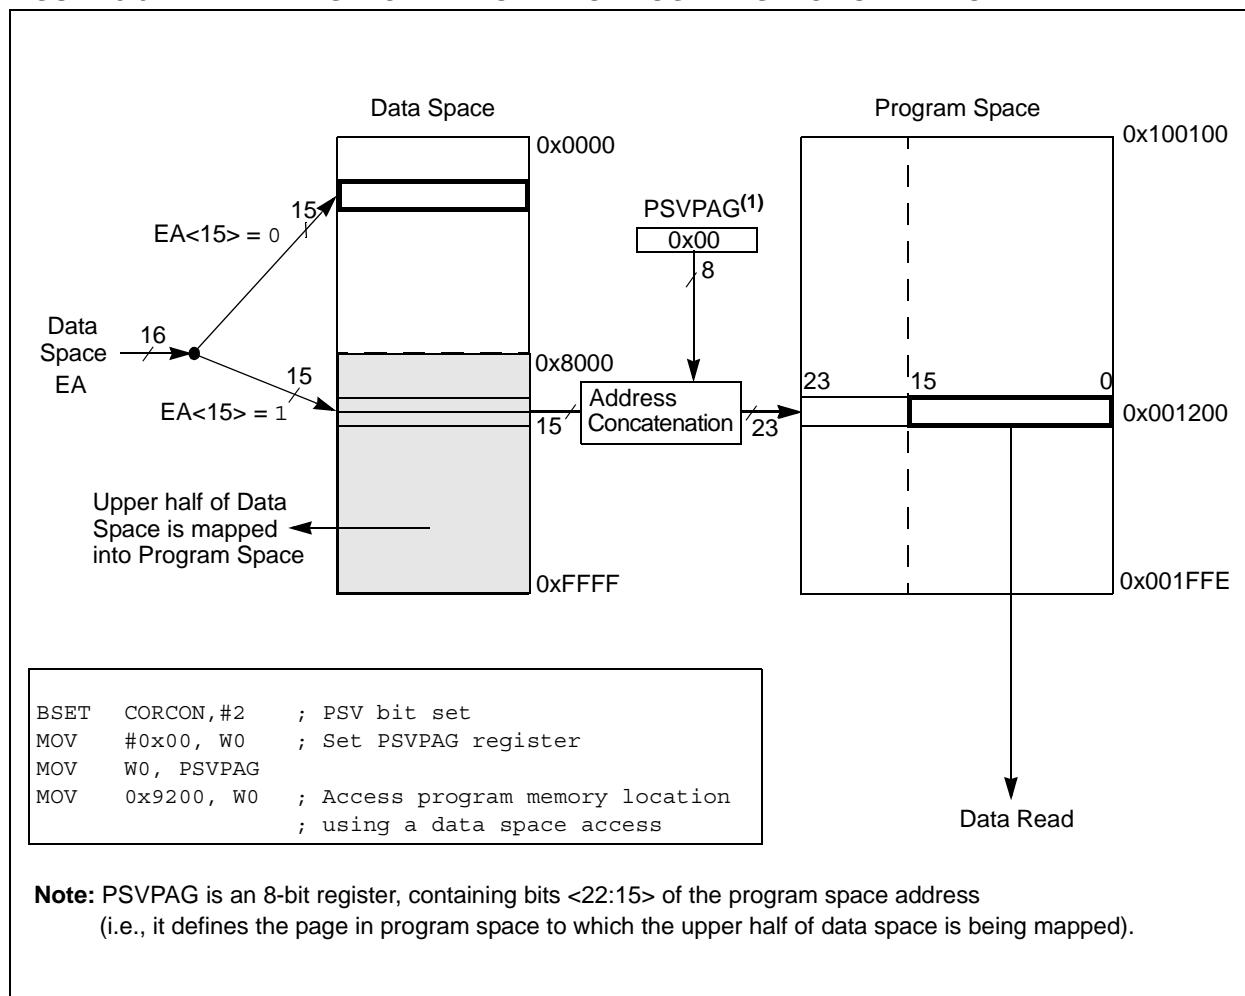 Data Space
Program Space
0x0000
0x100100
15
PSVPAG(1)
EA<15> = 0
0x00
8
Data
Space
EA
16
0x8000
15
23
15
0
EA<15> = 1
15
Address
Concatenation
23
0x001200
Upper half of Data
Space is mapped
into Program Space
0xFFFF
0x001FFE
BSET CORCON,#2 ; PSV bit set
MOV #0x00, W0 ; Set PSVPAG register
MOV W0, PSVPAG
MOV 0x9200, W0 ; Access program memory location
; using a data space access
Data Read
Note: PSVPAG is an 8-bit register, containing bits <22:15> of the program space address
(i.e., it defines the page in program space to which the upper half of data space is being mapped).